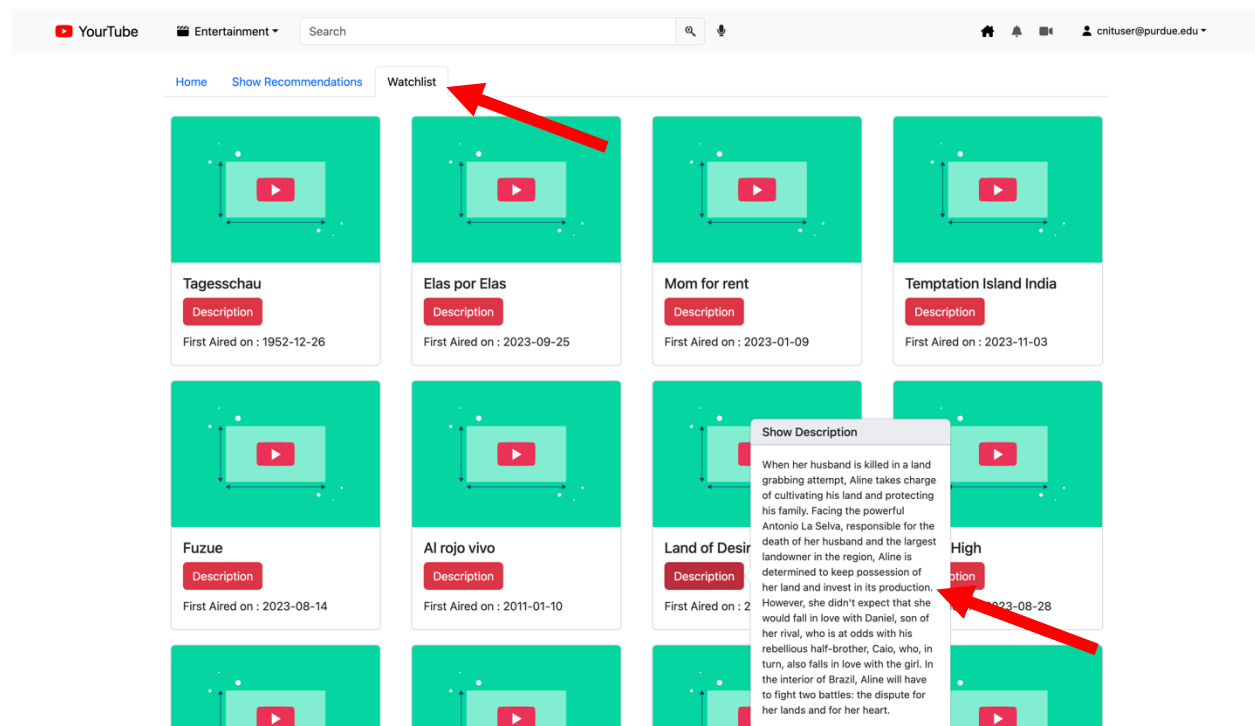 YourTube
Entertainment
Search
cnituser@purdue.edu
Home
Show Recommendations
Watchlist
Tagesschau
Description
First Aired on : 1952-12-26
Elas por Elas
Description
First Aired on : 2023-09-25
Mom for rent
Description
First Aired on : 2023-01-09
Temptation Island India
Description
First Aired on : 2023-11-03
Fuzue
Description
First Aired on : 2023-08-14
Al rojo vivo
Description
First Aired on : 2011-01-10
Land of Desir
Description
First Aired on : 2
Show Description
When her husband is killed in a land
grabbing attempt, Aline takes charge
of cultivating his land and protecting
his family. Facing the powerful
Antonio La Selva, responsible for the
death of her husband and the largest
landowner in the region, Aline is
determined to keep possession of
her land and invest in its production.
However, she didn't expect that she
would fall in love with Daniel, son of
her rival, who is at odds with his
rebellious half-brother, Caio, who, in
turn, also falls in love with the girl. In
the interior of Brazil, Aline will have
to fight two battles: the dispute for
her lands and for her heart.
High
ption
023-08-28